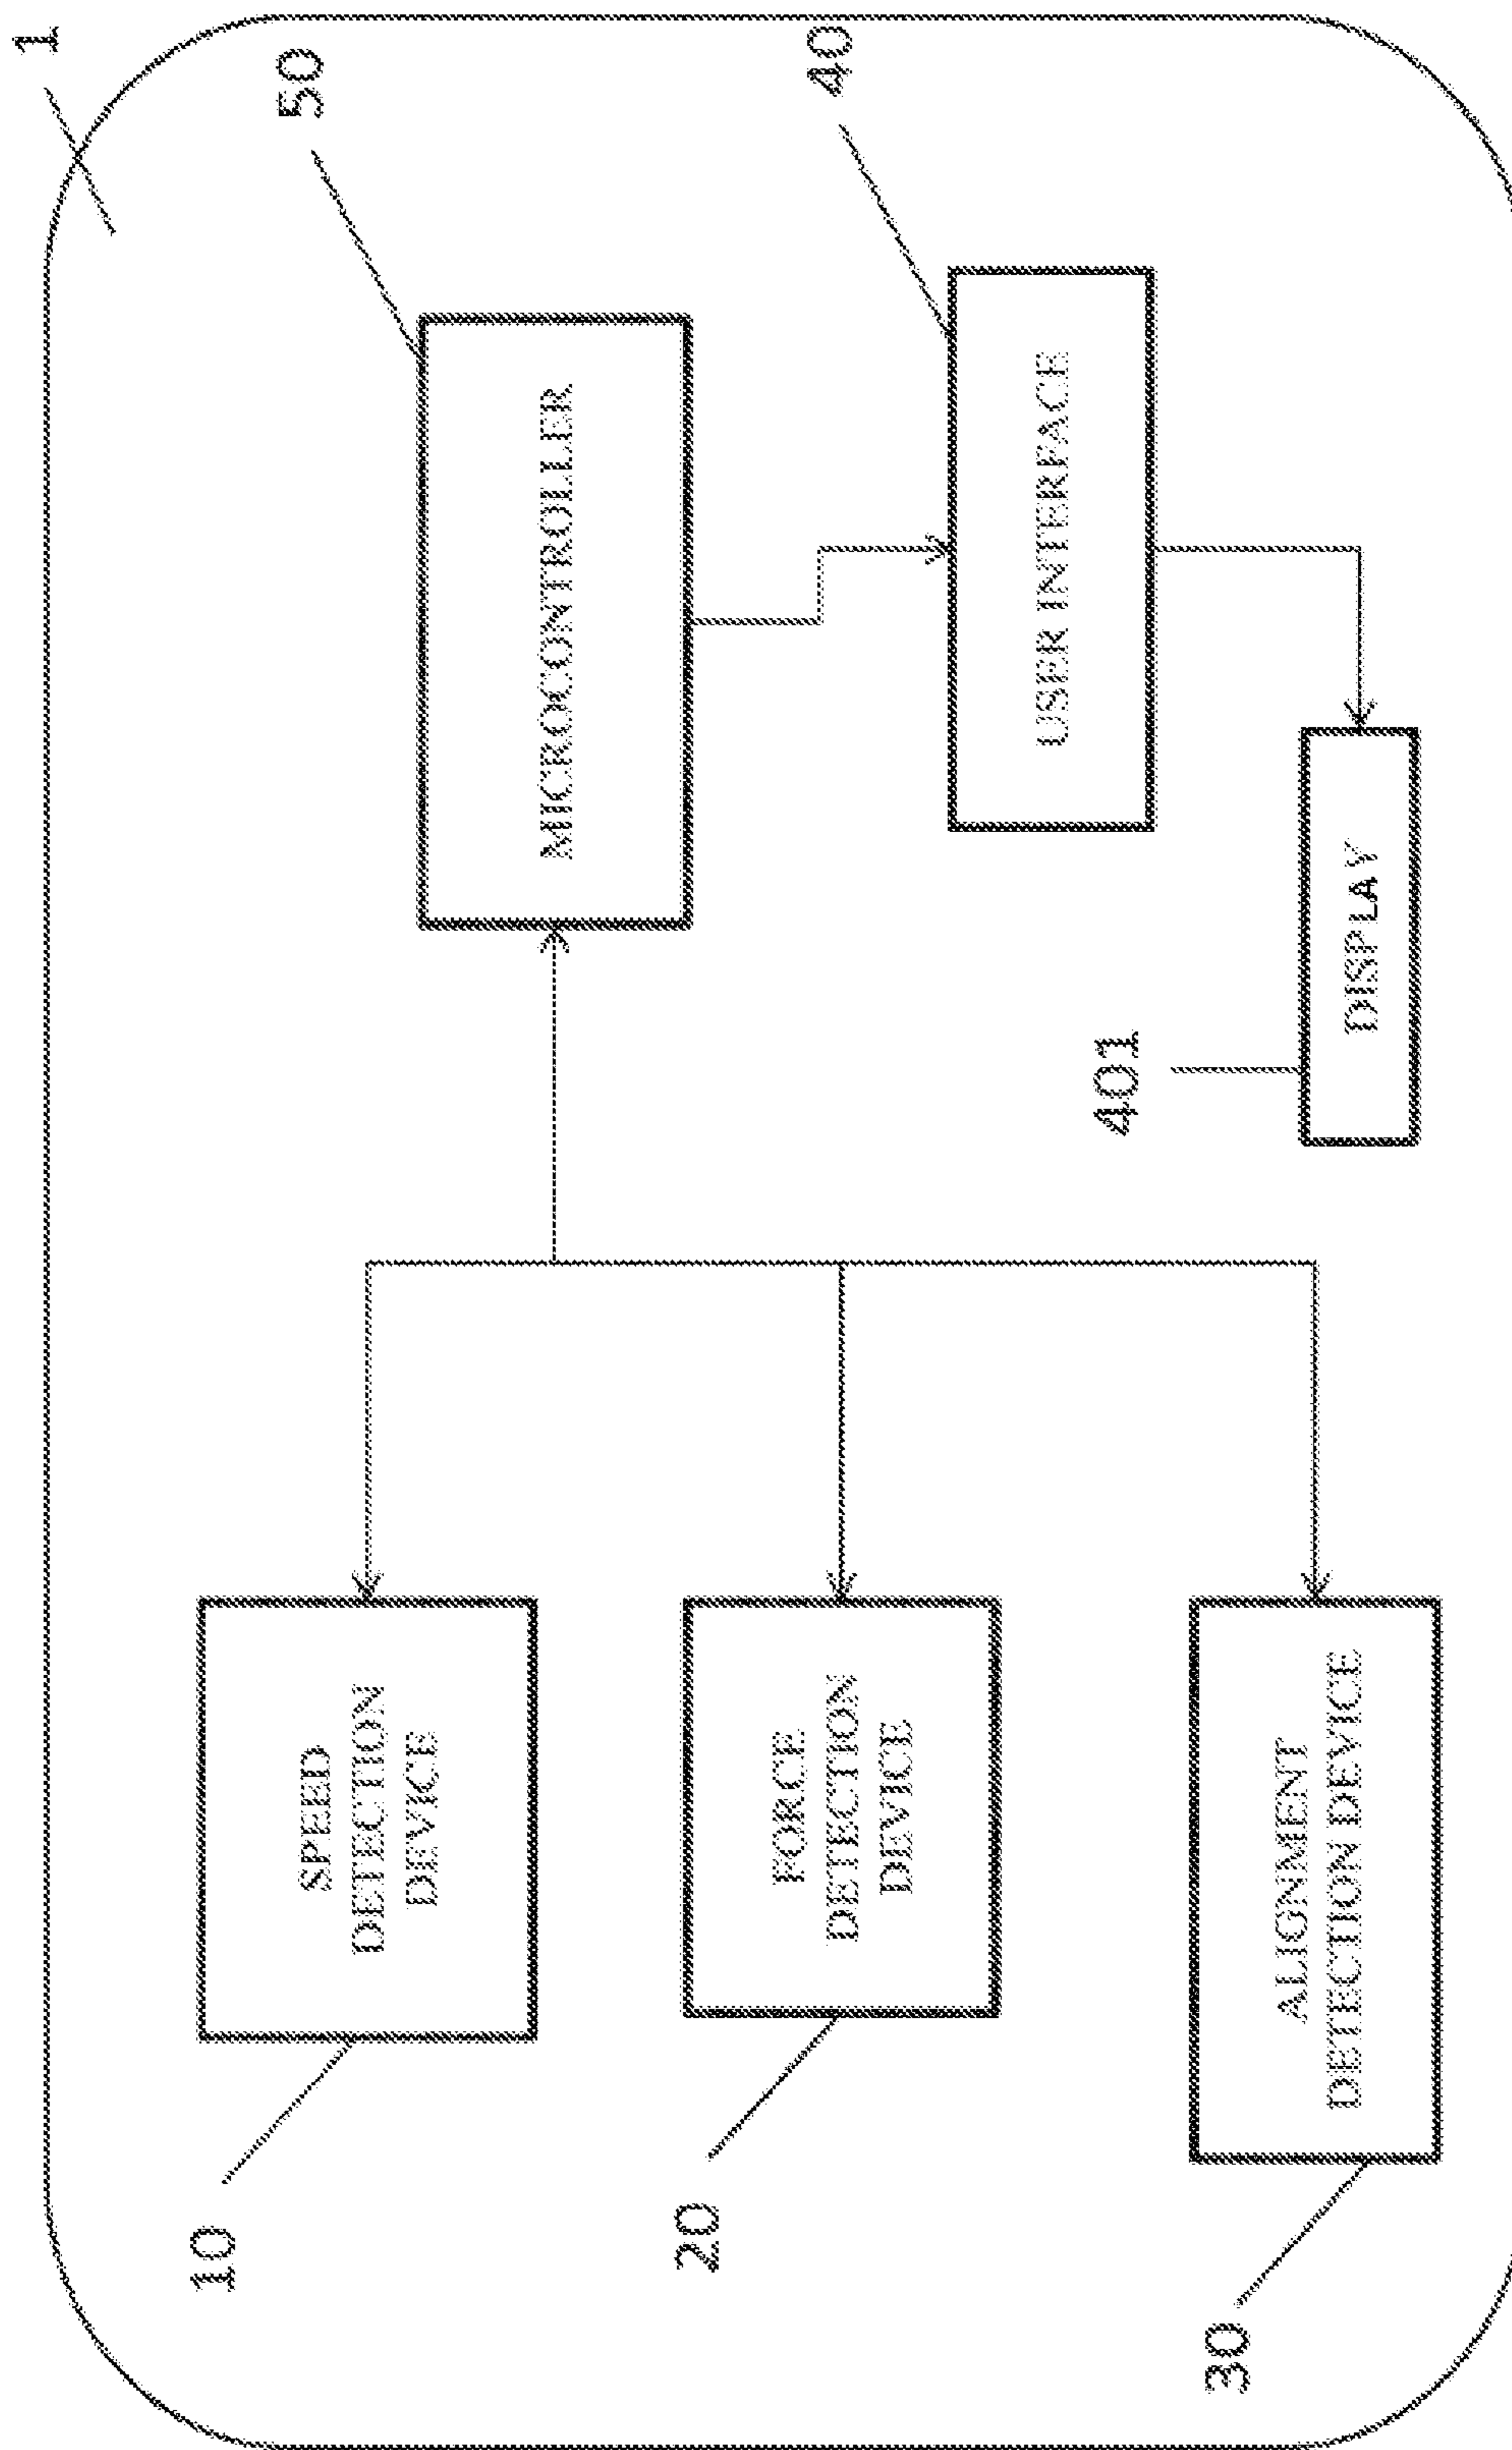 1
50
MICROCONTROLLER
40
USER INTERFACE
401
DISPLAY
10
SPEED
DETECTION
DEVICE
20
FORCE
DETECTION
DEVICE
30
ALIGNMENT
DETECTION DEVICE